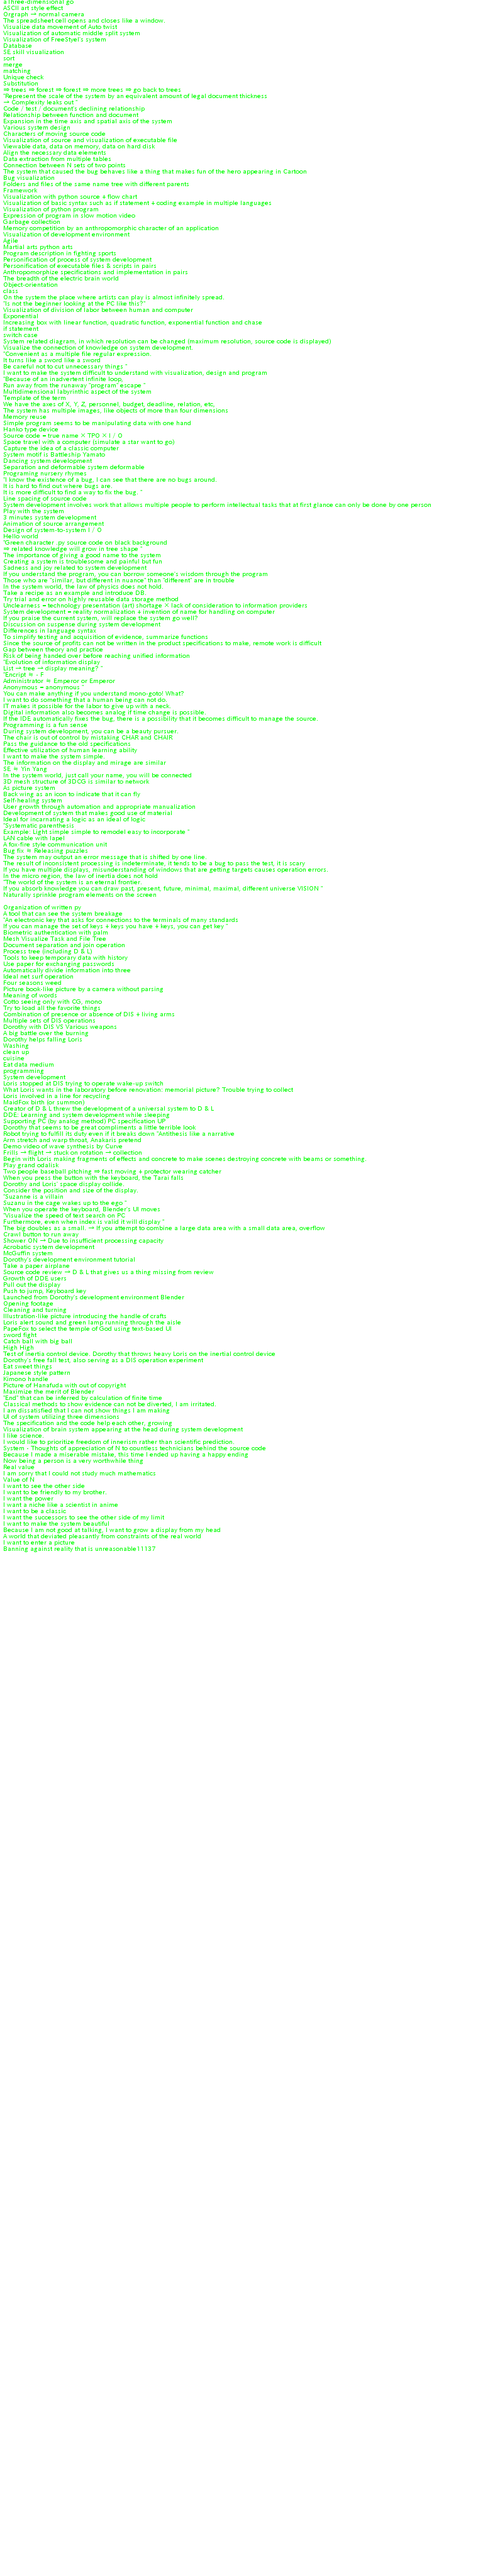 aThree-dimensional go
ASCII art style effect
Orgraph → normal camera
"The spreadsheet cell opens and closes like a window.
Visualize data movement of Auto twist
Visualization of automatic middle split system
Visualization of FreeStyel's system
Database
SE skill visualization
sort
merge
matching
Unique check
Substitution
⇒ trees ⇒ forest ⇒ forest ⇒ more trees ⇒ go back to trees
"Represent the scale of the system by an equivalent amount of legal document thickness
→ Complexity leaks out "
Code / test / document's declining relationship
Relationship between function and document
Expansion in the time axis and spatial axis of the system
Various system design
Characters of moving source code
Visualization of source and visualization of executable file
Viewable data, data on memory, data on hard disk
Align the necessary data elements
Data extraction from multiple tables
Connection between N sets of two points
The system that caused the bug behaves like a thing that makes fun of the hero appearing in Cartoon
Bug visualization
Folders and files of the same name tree with different parents
Framework
Visualization with python source + flow chart
Visualization of basic syntax such as if statement + coding example in multiple languages
Visualization of python program
Expression of program in slow motion video
Garbage collection
Memory competition by an anthropomorphic character of an application
Visualization of development environment
Agile
Martial arts python arts
Program description in fighting sports
Personification of process of system development
Personification of executable files & scripts in pairs
Anthropomorphize specifications and implementation in pairs
The breadth of the electric brain world
Object-orientation
class
On the system the place where artists can play is almost infinitely spread.
"Is not the beginner looking at the PC like this?"
Visualization of division of labor between human and computer
Exponential
Increasing box with linear function, quadratic function, exponential function and chase
if statement
switch case
System related diagram, in which resolution can be changed (maximum resolution, source code is displayed)
Visualize the connection of knowledge on system development
"Convenient as a multiple file regular expression.
It turns like a sword like a sword
Be careful not to cut unnecessary things "
I want to make the system difficult to understand with visualization, design and program
"Because of an inadvertent infinite loop,
Run away from the runaway "program" escape "
Multidimensional labyrinthic aspect of the system
Template of the term
We have the axes of X, Y, Z, personnel, budget, deadline, relation, etc.
The system has multiple images, like objects of more than four dimensions
Memory reuse
Simple program seems to be manipulating data with one hand
Hanko type device
Source code = true name × TPO × I / O
Space travel with a computer (simulate a star want to go)
Capture the idea of a classic computer
System motif is Battleship Yamato
Dancing system development
Separation and deformable system deformable
Programing nursery rhymes
"I know the existence of a bug, I can see that there are no bugs around.
It is hard to find out where bugs are.
It is more difficult to find a way to fix the bug. "
Line spacing of source code
System development involves work that allows multiple people to perform intellectual tasks that at first glance can only be done by one person
Play with the system
3 minutes system development
Animation of source arrangement
Design of system-to-system I / O
Hello world
"Green character .py source code on black background
⇒ related knowledge will grow in tree shape "
The importance of giving a good name to the system
Creating a system is troublesome and painful but fun
Sadness and joy related to system development
If you understand the program, you can borrow someone's wisdom through the program
Those who are "similar, but different in nuance" than "different" are in trouble
In the system world, the law of physics does not hold.
Take a recipe as an example and introduce DB.
Try trial and error on highly reusable data storage method
Unclearness = technology presentation (art) shortage × lack of consideration to information providers
System development = reality normalization + invention of name for handling on computer
If you praise the current system, will replace the system go well?
Discussion on suspense during system development
Differences in language syntax
To simplify testing and acquisition of evidence, summarize functions
Since the source of profits can not be written in the product specifications to make, remote work is difficult.
Gap between theory and practice
Risk of being handed over before reaching unified information
"Evolution of information display
List → tree → display meaning? "
"Encript ≒ - F
Administrator ≒ Emperor or Emperor
Anonymous = anonymous "
You can make anything if you understand mono-goto! What?
I want to do something that a human being can not do.
IT makes it possible for the labor to give up with a neck.
Digital information also becomes analog if time change is possible.
If the IDE automatically fixes the bug, there is a possibility that it becomes difficult to manage the source.
Programming is a fun sense
During system development, you can be a beauty pursuer.
The chair is out of control by mistaking CHAR and CHAIR
Pass the guidance to the old specifications
Effective utilization of human learning ability
I want to make the system simple.
The information on the display and mirage are similar
SE ≒ Yin Yang
In the system world, just call your name, you will be connected
3D mesh structure of 3DCG is similar to network
As picture system
Back wing as an icon to indicate that it can fly
Self-healing system
User growth through automation and appropriate manualization.
Development of system that makes good use of material
Ideal for incarnating a logic as an ideal of logic
"Systematic parenthesis
Example: Light simple simple to remodel easy to incorporate."
LAN cable with tape!
A fox-fire style communication unit
Bug fix ≒ Releasing puzzles
The system may output an error message that is shifted by one line.
The result of inconsistent processing is indeterminate, it tends to be a bug to pass the test, it is scary
If you have multiple displays, misunderstanding of windows that are getting targets causes operation errors.
In the micro region, the law of inertia does not hold
"The world of the system is an eternal frontier,
If you absorb knowledge you can draw past, present, future, minimal, maximal, different universe VISION "
Naturally sprinkle program elements on the screen

Organization of written py
A tool that can see the system breakage
"An electronic key that asks for connections to the terminals of many standards
If you can manage the set of keys + keys you have + keys, you can get key "
Biometric authentication with palm
Mesh Visualize Task and File Tree
Document separation and join operation
Process tree (including D & L)
Tools to keep temporary data with history
Use paper for exchanging passwords
Automatically divide information into three
Ideal net surf operation
Four seasons weed
Picture book-like picture by a camera without parsing
Meaning of words
Gotta seeing only with CG, mono
Try to load all the favorite things
Combination of presence or absence of DIS + living arms
Multiple sets of DIS operations
Dorothy with DIS VS Various weapons
A big battle over the burning
Dorothy helps falling Loris
Washing
clean up
cuisine
Eat data medium
programming
System development
Loris stopped at DIS trying to operate wake-up switch
What Loris wants in the laboratory before renovation: memorial picture? Trouble trying to collect
Loris involved in a line for recycling
MaidFox birth (or summon)
Creator of D & L threw the development of a universal system to D & L
DDE: Learning and system development while sleeping
Supporting PC (by analog method) PC specification UP
Dorothy that seems to be great compliments a little terrible look
Robot trying to fulfill its duty even if it breaks down "Antithesis like a narrative
Arm stretch and warp throat, Anakaris pretend.
Demo video of wave synthesis by Curve
Frills → flight → stuck on rotation → collection
Begin with Loris making fragments of effects and concrete to make scenes destroying concrete with beams or something.
Play grand odalisk
Two people baseball pitching ⇒ fast moving + projector wearing catcher
When you press the button with the keyboard, the Tarai falls
Dorothy and Loris' space display collide.
Consider the position and size of the display.
"Suzanne is a villain
Suzanu in the cage wakes up to the ego "
When you operate the keyboard, Blender's UI moves
"Visualize the speed of text search on PC
Furthermore, even when index is valid it will display "
The big doubles as a small. → If you attempt to combine a large data area with a small data area, overflow
Crawl button to run away
Shower ON → Due to insufficient processing capacity
Acrobatic system development
McGuffin system
Dorothy's development environment tutorial
Take a paper airplane
Source code review → D & L that gives us a thing missing from review
Growth of DDE users
Pull out the display
Push to jump, Keyboard key
Launched from Dorothy's development environment Blender
Opening footage
Cleaning and turning
Illustration-like picture introducing the handle of crafts
Loris alert sound and green lamp running through the aisle
PapeFox to select the temple of God using text-based UI
sword fight
Catch ball with big ball
High High
Test of inertia control device. Dorothy that throws heavy Loris on the inertial control device.
Dorothy's free fall test; also serving as a DIS operation experiment
Eat sweet things
Japanese style pattern
Kimono handle
Picture of Hanafuda with out of copyright
Maximize the merit of Blender
"End" that can be inferred by calculation of finite time
Classical methods to show evidence can not be diverted, I am irritated.
I am dissatisfied that I can not show things I am making.
UI of system utilizing three dimensions
The specification and the code help each other, growing
Visualization of brain system appearing at the head during system development
I like science.
I would like to prioritize freedom of innerism rather than scientific prediction.
System - Thoughts of appreciation of N to countless technicians behind the source code
Because I made a miserable mistake, this time I ended up having a happy ending
Now being a person is a very worthwhile thing
Real value
I am sorry that I could not study much mathematics
Value of N
I want to see the other side
I want to be friendly to my brother.
I want the power
I want a niche like a scientist in anime
I want to be a classic
I want the successors to see the other side of my limit
I want to make the system beautiful
Because I am not good at talking, I want to grow a display from my head
A world that deviated pleasantly from constraints of the real world
I want to enter a picture
Banning against reality that is unreasonable11137